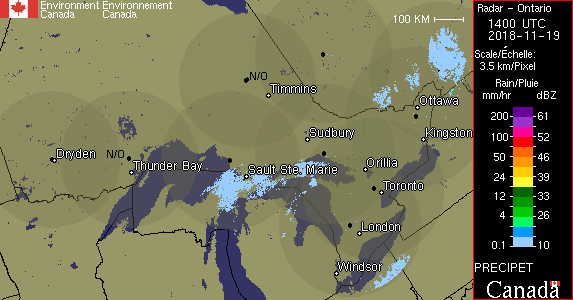 Environment Environnement
Canada Canada
100 KM
N/O
Timmins
Ottawa
Sudbury
Kingston
Dryden
N/O
Thunder Bay
Sault Ste. Marie
Orillia
Toronto
London
Windsor
Radar - Ontario
1400 UTC
2018-11-19
Scale/Échelle:
3.5 km/Pixel
Rain/Pluie
mm/hr dBZ
200 61
100 52
50 46
24 39
12 33
4 26
0.1 10
PRECIPET
Canada